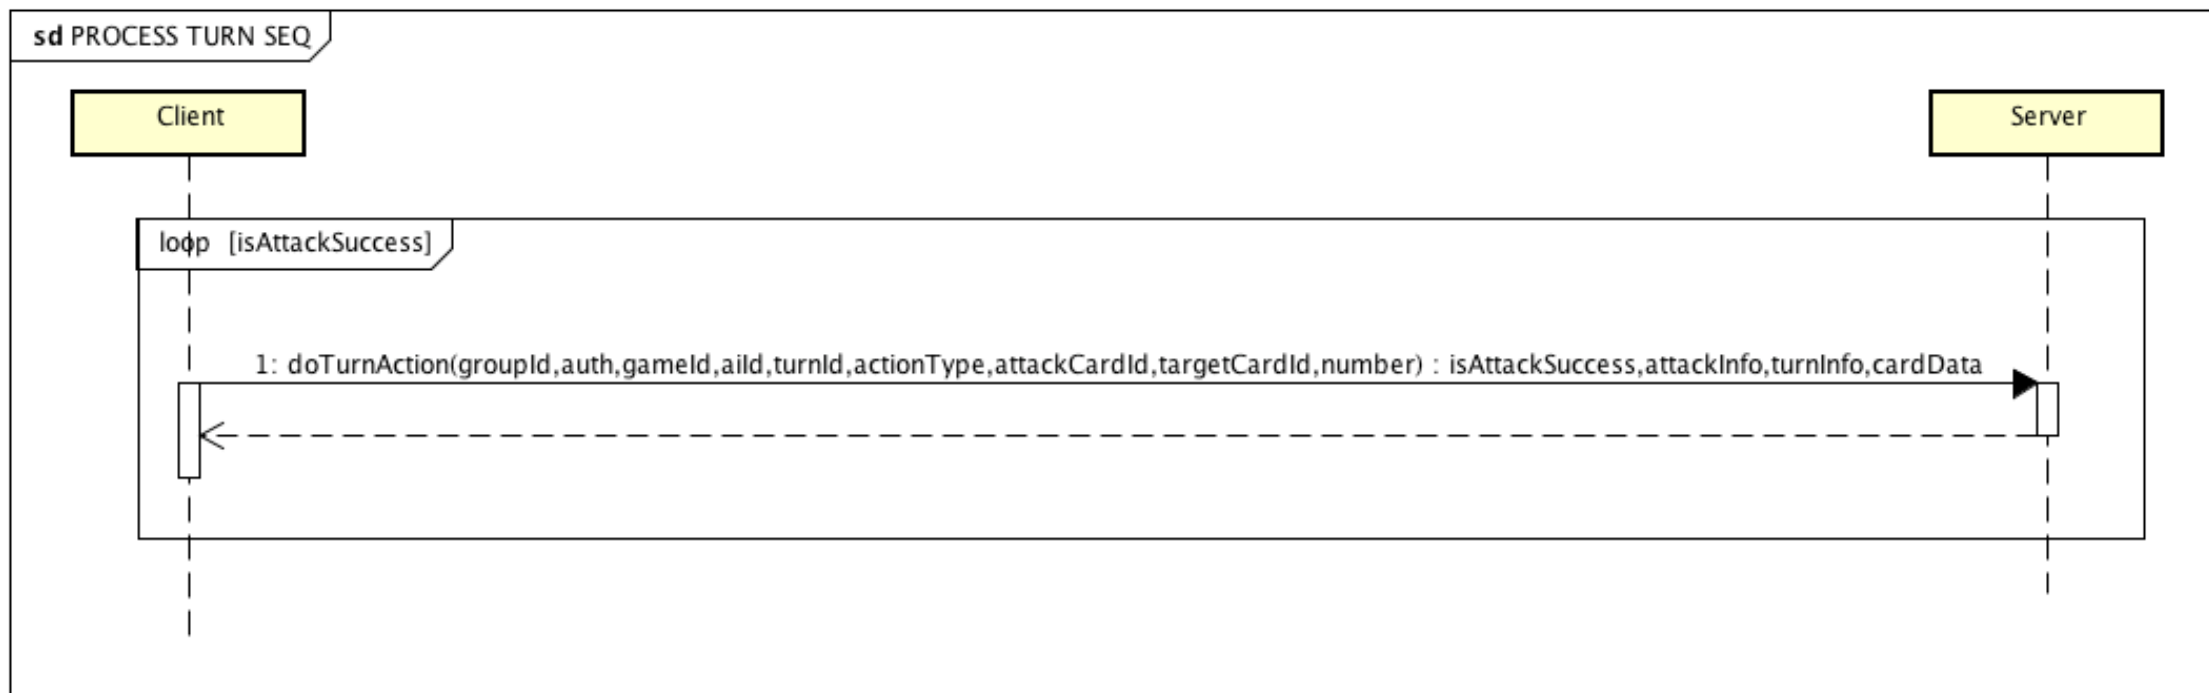 sd PROCESS TURN SEQ
Client
Server
loop [isAttackSuccess]
1: doTurnAction(groupId,auth,gameId,aiId,turnId,actionType,attackCardId,targetCardId,number) : isAttackSuccess,attackInfo,turnInfo,cardData